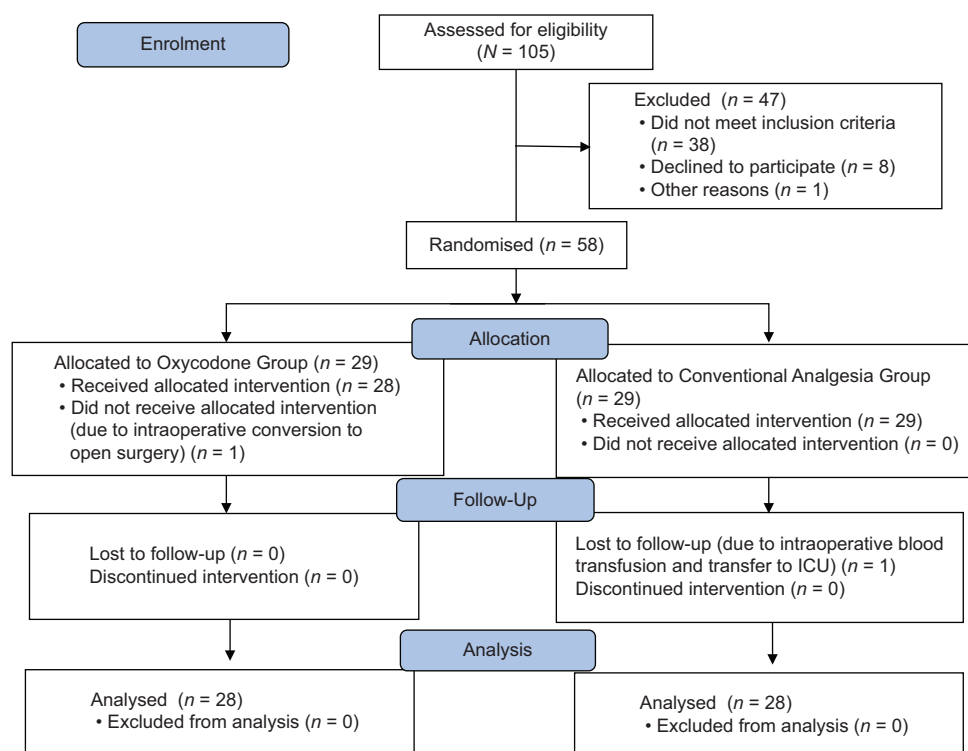 Enrolment
Assessed for eligibility
(N = 105)
Excluded (n = 47)
• Did not meet inclusion criteria
(n = 38)
• Declined to participate (n = 8)
• Other reasons (n = 1)
Randomised (n = 58)
Allocation
Allocated to Oxycodone Group (n = 29)
• Received allocated intervention (n = 28)
• Did not receive allocated intervention
(due to intraoperative conversion to
open surgery) (n = 1)
Allocated to Conventional Analgesia Group
(n = 29)
• Received allocated intervention (n = 29)
• Did not receive allocated intervention (n = 0)
Follow-Up
Lost to follow-up (n = 0)
Discontinued intervention (n = 0)
Lost to follow-up (due to intraoperative blood
transfusion and transfer to ICU) (n = 1)
Discontinued intervention (n = 0)
Analysis
Analysed (n = 28)
• Excluded from analysis (n = 0)
Analysed (n = 28)
• Excluded from analysis (n = 0)